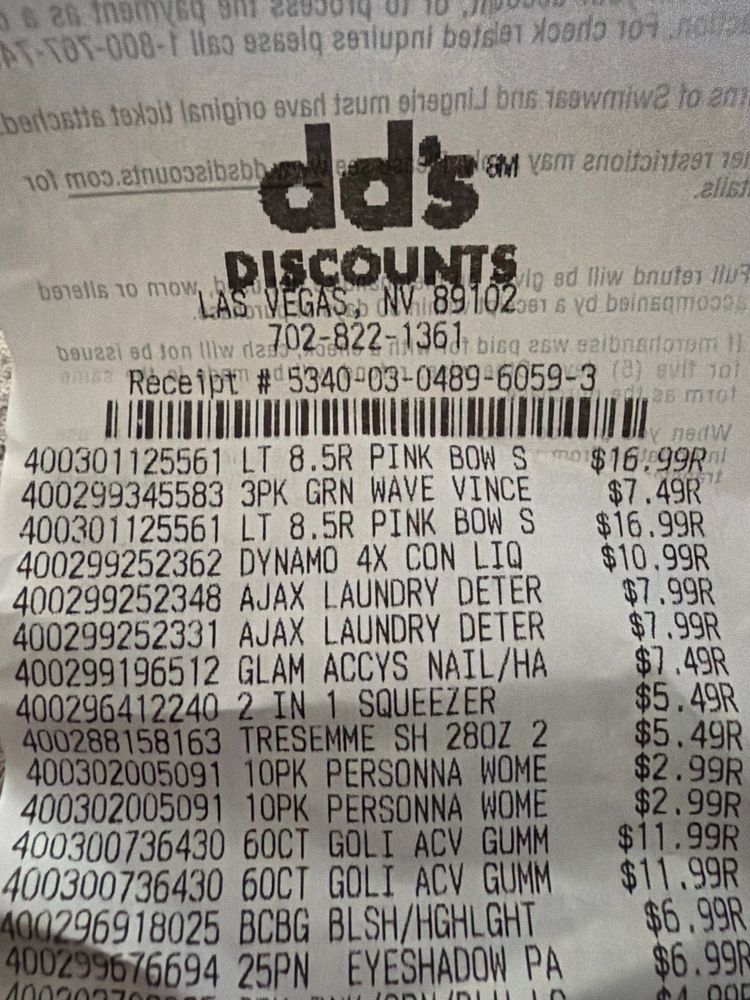 dd's SM
DISCOUNTS
LAS VEGAS, NV 89102
702-822-1361
Receipt # 5340-03-0489-6059-3
400301125561 LT 8.5R PINK BOW S $16.99R
400299345583 3PK GRN WAVE VINCE $7.49R
400301125561 LT 8.5R PINK BOW S $16.99R
400299252362 DYNAMO 4X CON LIQ $10.99R
400299252348 AJAX LAUNDRY DETER $7.99R
400299252331 AJAX LAUNDRY DETER $7.99R
400299196512 GLAM ACCYS NAIL/HA $7.49R
400296412240 2 IN 1 SQUEEZER $5.49R
400288158163 TRESEMME SH 28OZ 2 $5.49R
400302005091 10PK PERSONNA WOME $2.99R
400302005091 10PK PERSONNA WOME $2.99R
400300736430 60CT GOLI ACV GUMM $11.99R
400300736430 60CT GOLI ACV GUMM $11.99R
400296918025 BCBG BLSH/HGHLGHT $6.99R
400299676694 25PN EYESHADOW PA $6.99R